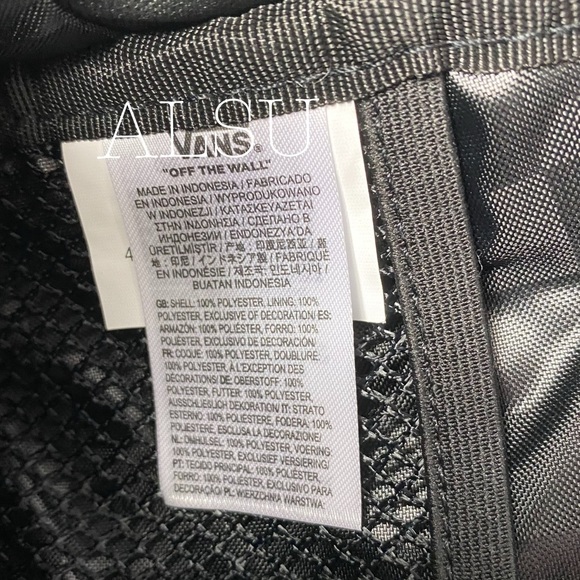 ALSU
VANS®
"OFF THE WALL"
MADE IN INDONESIA / FABRICADO
EN INDONESIA / WYPRODUKOWANO
W INDONEZJI / ΚΑΤΑΣΚΕΥΑΖΕΤΑΙ
ΣΤΗΝ ΙΝΔΟΝΗΣΙΑ / СДЕЛАНО В
ИНДОНЕЗИИ / ENDONEZYA'DA
ÜRETİLMİŞTİR / 产地：印度尼西亚 / 產
地：印尼 / インドネシア製 / FABRIQUÉ
EN INDONÉSIE / 제조국: 인도네시아 /
BUATAN INDONESIA
GB: SHELL: 100% POLYESTER, LINING: 100%
POLYESTER, EXCLUSIVE OF DECORATION/ ES:
ARMAZÓN: 100% POLIÉSTER, FORRO: 100%
POLIÉSTER, EXCLUSIVO DE DECORACIÓN/
FR: COQUE: 100% POLYESTER, DOUBLURE:
100% POLYESTER, À L'EXCEPTION DES
DÉCORATIONS/ DE: OBERSTOFF: 100%
POLYESTER, FUTTER: 100% POLYESTER,
AUSSCHLIESSLICH DEKORATION/ IT: STRATO
ESTERNO: 100% POLIESTERE, FODERA: 100%
POLIESTERE, ESCLUSA LA DECORAZIONE/
NL: OMHULSEL: 100% POLYESTER, VOERING:
100% POLYESTER, EXCLUSIEF VERSIERING/
PT: TECIDO PRINCIPAL: 100% POLIÉSTER,
FORRO: 100% POLIÉSTER, EXCLUSIVO PARA
DECORAÇÃO/ PL: WIERZCHNIA WARSTWA:
4